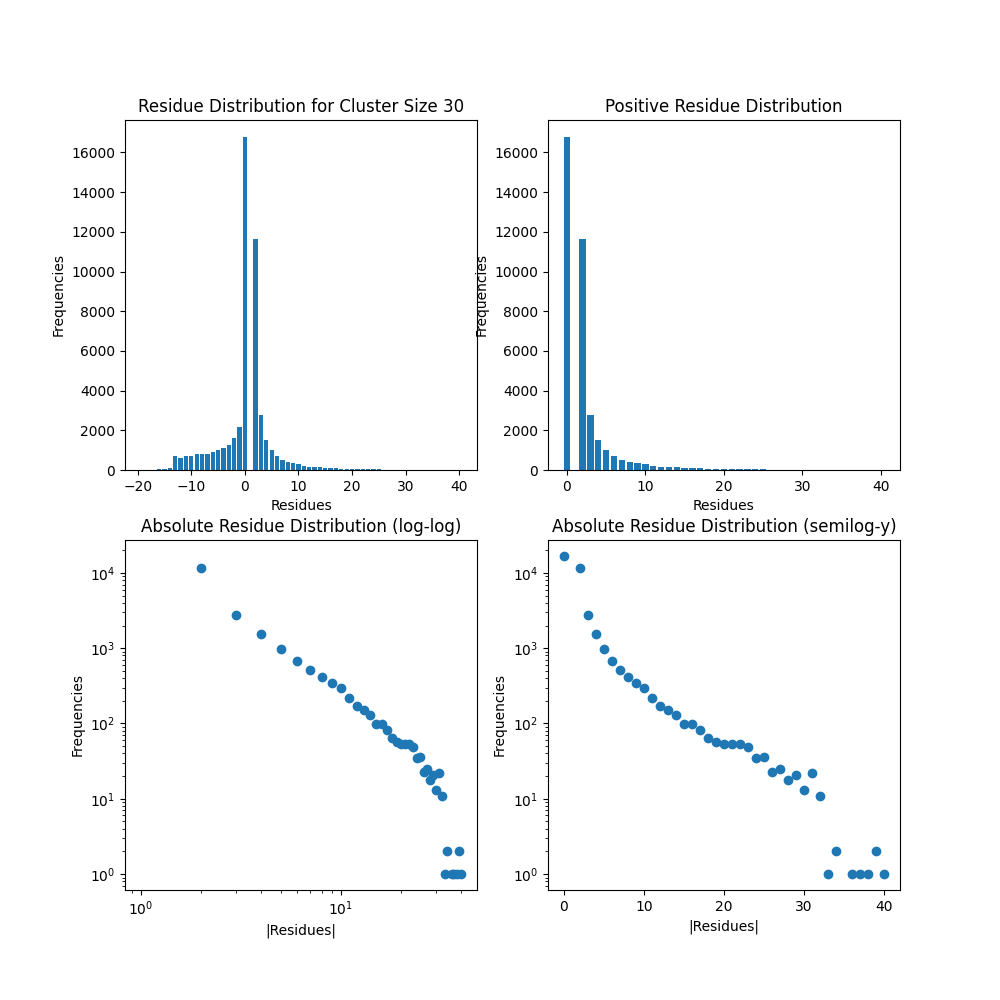 Residue Distribution for Cluster Size 30
Frequencies
16000
14000
12000
10000
8000
6000
4000
2000
0
−20 −10 0 10 20 30 40
Residues
Positive Residue Distribution
Frequencies
16000
14000
12000
10000
8000
6000
4000
2000
0
0 10 20 30 40
Residues
Absolute Residue Distribution (log-log)
Frequencies
10⁴
10³
10²
10¹
10⁰
10⁰ 10¹
|Residues|
Absolute Residue Distribution (semilog-y)
Frequencies
10⁴
10³
10²
10¹
10⁰
0 10 20 30 40
|Residues|